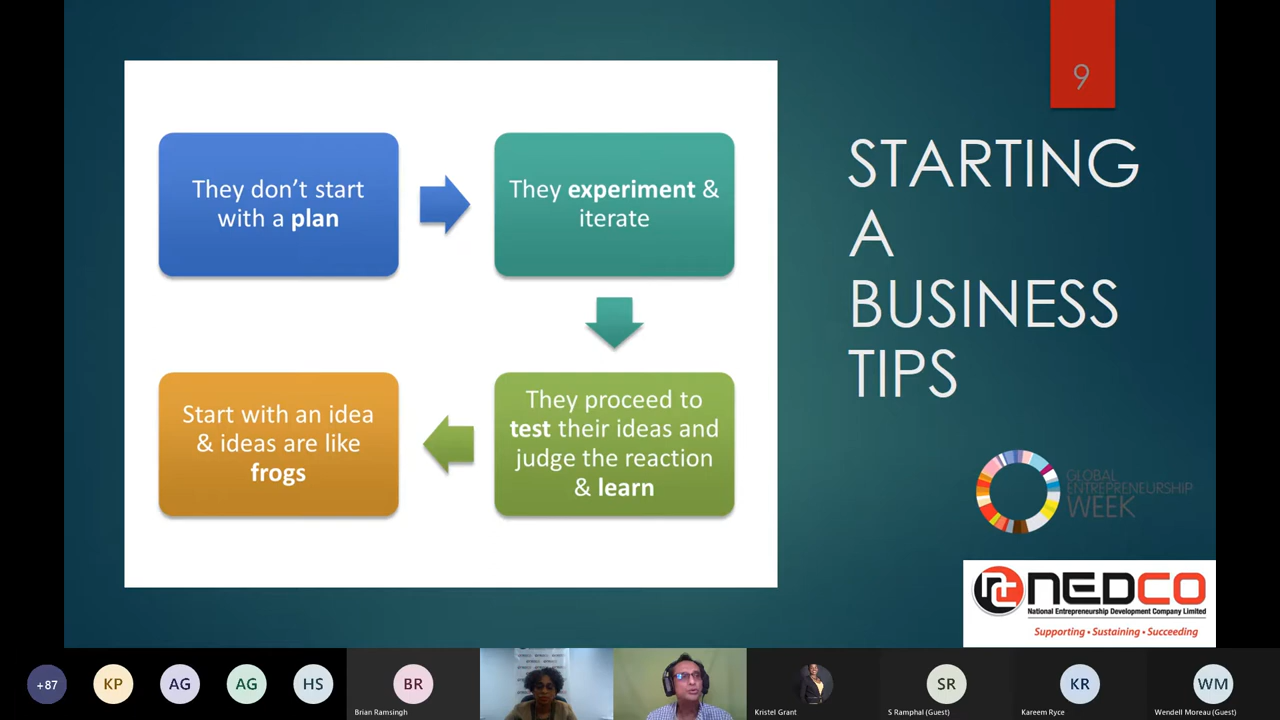 9
STARTING
A
BUSINESS
TIPS
They don't start
with a plan
They experiment &
iterate
They proceed to
test their ideas and
judge the reaction
& learn
Start with an idea
& ideas are like
frogs
GLOBAL
ENTREPRENEURSHIP
WEEK
NEDCO
National Entrepreneurship Development Company Limited
Supporting • Sustaining • Succeeding
+87
KP
AG
AG
HS
BR
Brian Ramsingh
Kristel Grant
SR
S Ramphal (Guest)
KR
Kareem Ryce
WM
Wendell Moreau (Guest)